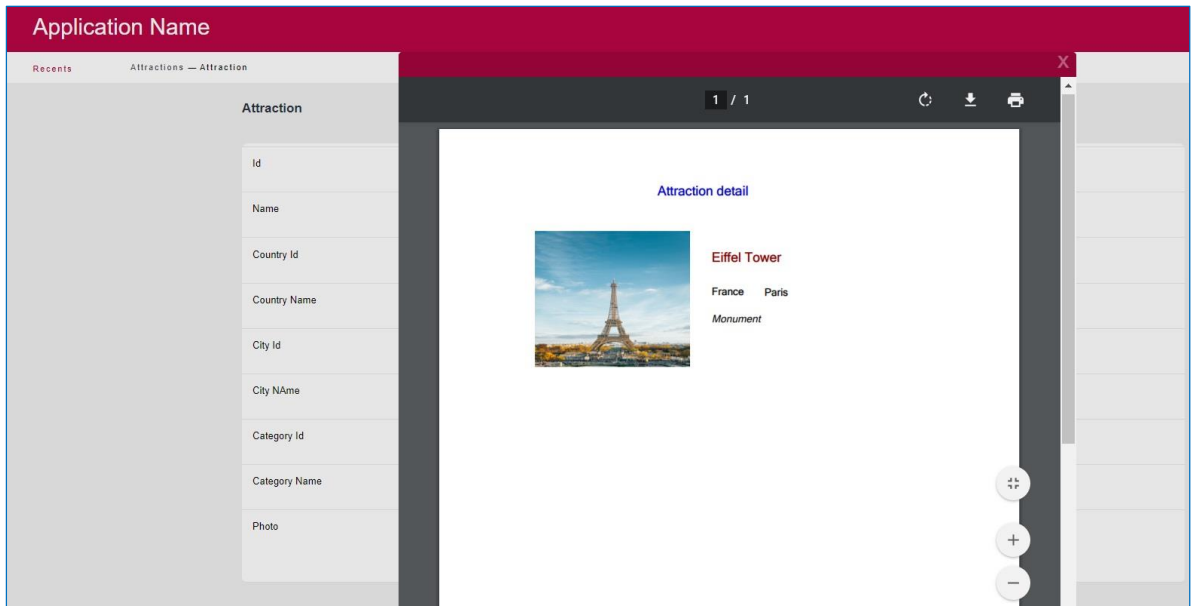 Application Name
Recents Attractions — Attraction
X
1 / 1
Attraction
Id
Name
Country Id
Country Name
City Id
City NAme
Category Id
Category Name
Photo
Attraction detail
Eiffel Tower
France Paris
Monument